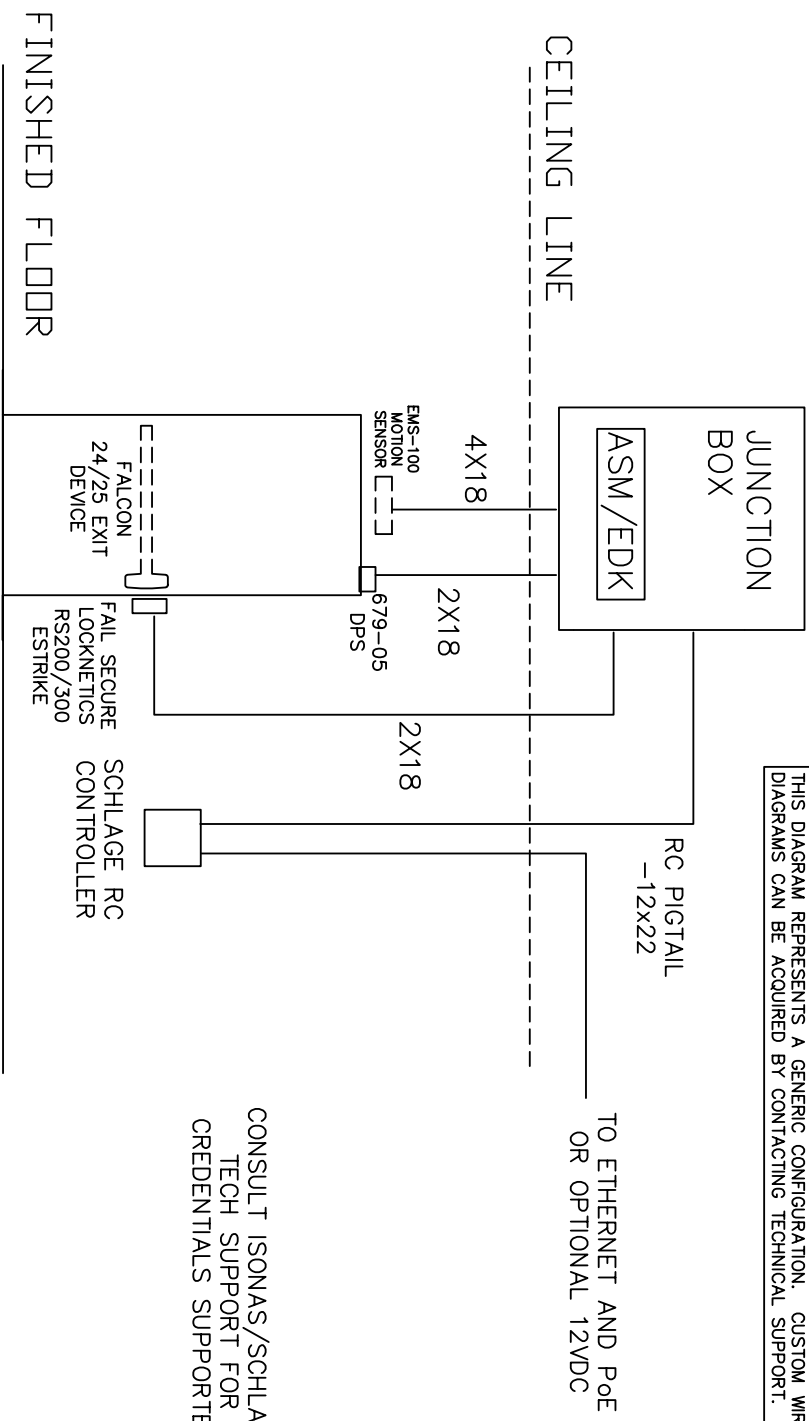 THIS DIAGRAM REPRESENTS A GENERIC CONFIGURATION. CUSTOM
DIAGRAMS CAN BE ACQUIRED BY CONTACTING TECHNICAL SUPPORT.
JUNCTION
BOX
ASM/EDK
RC PIGTAIL
-12x22
TO ETHERNET AND PoE
OR OPTIONAL 12VDC
CEILING LINE
4X18
2X18
2X18
EMS-100
MOTION
SENSOR
679-05
DPS
FALCON
24/25 EXIT
DEVICE
FAIL SECURE
LOCKNETICS
RS200/300
ESTRIKE
SCHLAGE RC
CONTROLLER
CONSULT ISONAS/SCHLA
TECH SUPPORT FOR
CREDENTIALS SUPPORTE
FINISHED FLOOR